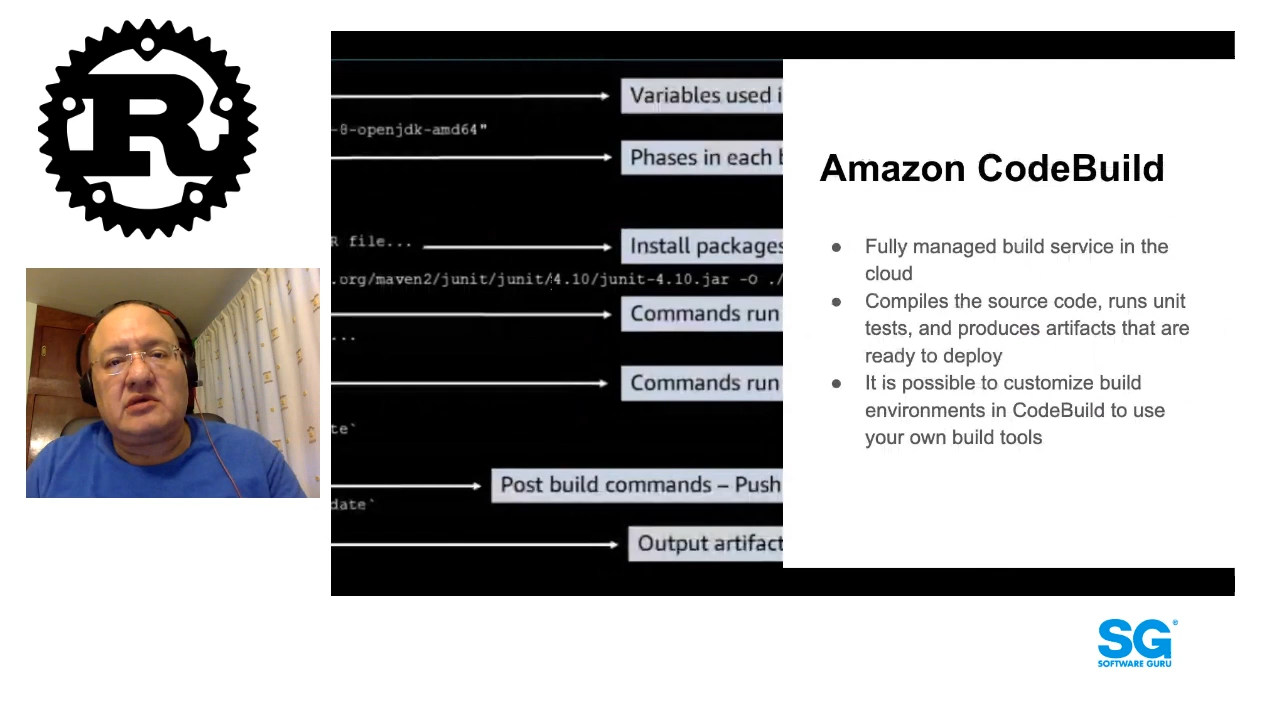 R
Variables used i
-8-openjdk-amd64"
Phases in each
R file...
Install packages
.org/maven2/junit/junit/4.10/junit-4.10.jar -O ./
Commands run
...
Commands run
te`
Post build commands – Push
date`
Output artifact
Amazon CodeBuild
● Fully managed build service in the
cloud
● Compiles the source code, runs unit
tests, and produces artifacts that are
ready to deploy
● It is possible to customize build
environments in CodeBuild to use
your own build tools
SG®
SOFTWARE GURU